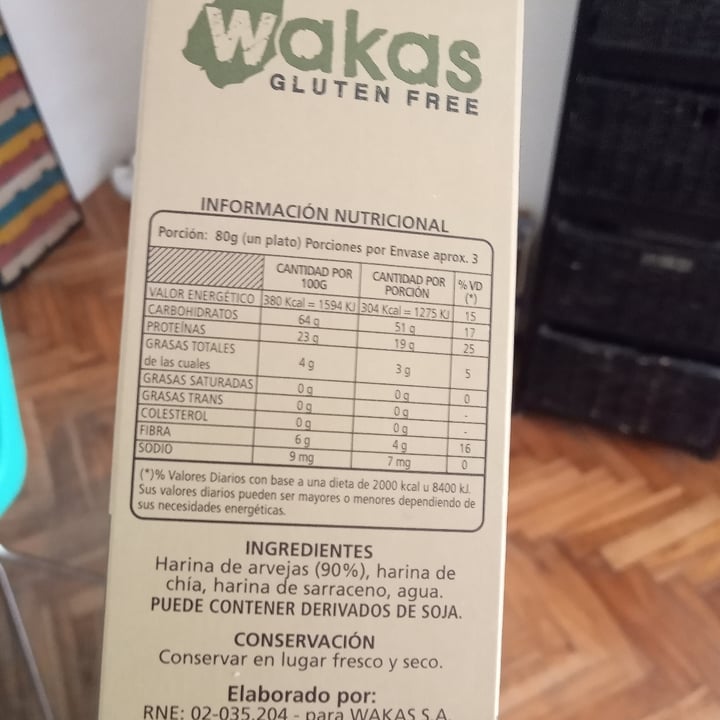 Wakas
GLUTEN FREE
INFORMACIÓN NUTRICIONAL
Porción: 80g (un plato) Porciones por Envase aprox. 3
CANTIDAD POR 100G CANTIDAD POR PORCIÓN % VD (*)
VALOR ENERGÉTICO 380 Kcal = 1594 KJ 304 Kcal = 1275 KJ 15
CARBOHIDRATOS 64 g 51 g 17
PROTEÍNAS 23 g 19 g 25
GRASAS TOTALES 4 g 3 g 5
de las cuales
GRASAS SATURADAS 0 g 0 g 0
GRASAS TRANS 0 g 0 g -
COLESTEROL 0 g 0 g -
FIBRA 6 g 4 g 16
SODIO 9 mg 7 mg 0
(*)% Valores Diarios con base a una dieta de 2000 kcal u 8400 kJ.
Sus valores diarios pueden ser mayores o menores dependiendo de
sus necesidades energéticas.
INGREDIENTES
Harina de arvejas (90%), harina de
chía, harina de sarraceno, agua.
PUEDE CONTENER DERIVADOS DE SOJA.
CONSERVACIÓN
Conservar en lugar fresco y seco.
Elaborado por:
RNE: 02-035.204 - para WAKAS S.A.